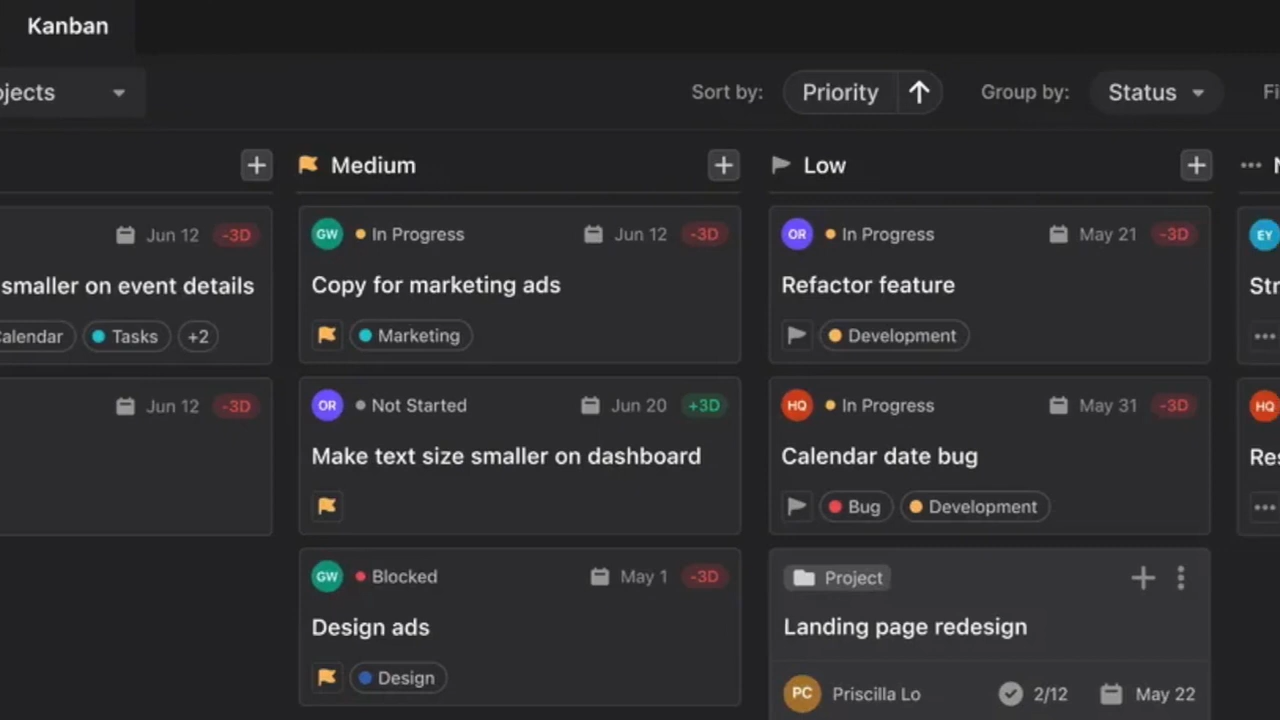 Kanban
ojects
Sort by: Priority Group by: Status Fi
Medium
Low
Jun 12 -3D
smaller on event details
Calendar Tasks +2
Jun 12 -3D
GW In Progress Jun 12 -3D
Copy for marketing ads
Marketing
OR Not Started Jun 20 +3D
Make text size smaller on dashboard
GW Blocked May 1 -3D
Design ads
Design
OR In Progress May 21 -3D
Refactor feature
Development
HQ In Progress May 31 -3D
Calendar date bug
Bug Development
Project
Landing page redesign
PC Priscilla Lo 2/12 May 22
EY
Str
HQ
Res